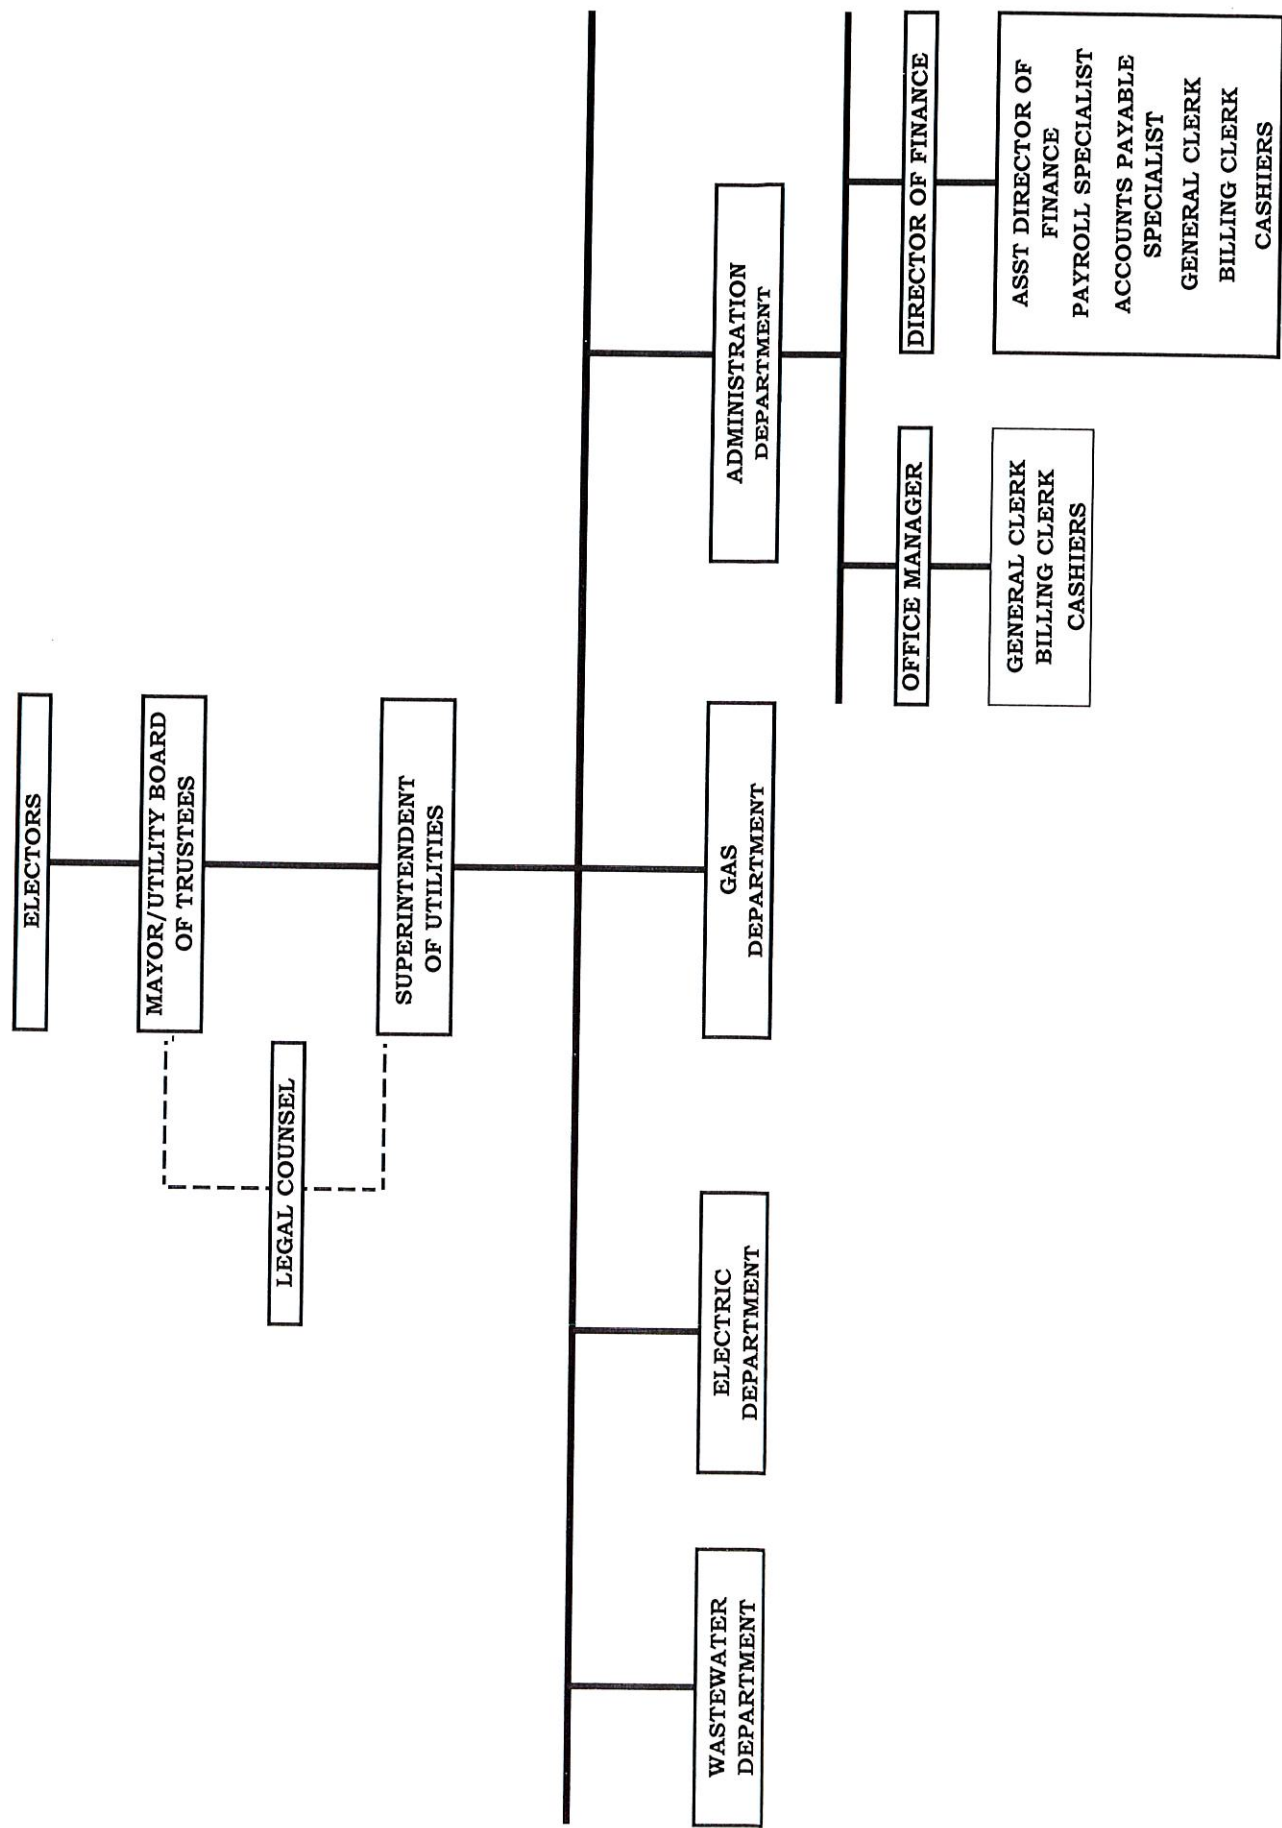 ELECTORS
MAYOR/UTILITY BOARD
OF TRUSTEES
LEGAL COUNSEL
SUPERINTENDENT
OF UTILITIES
WASTEWATER
DEPARTMENT
ELECTRIC
DEPARTMENT
GAS
DEPARTMENT
ADMINISTRATION
DEPARTMENT
OFFICE MANAGER
DIRECTOR OF FINANCE
GENERAL CLERK
BILLING CLERK
CASHIERS
ASST DIRECTOR OF
FINANCE
PAYROLL SPECIALIST
ACCOUNTS PAYABLE
SPECIALIST
GENERAL CLERK
BILLING CLERK
CASHIERS